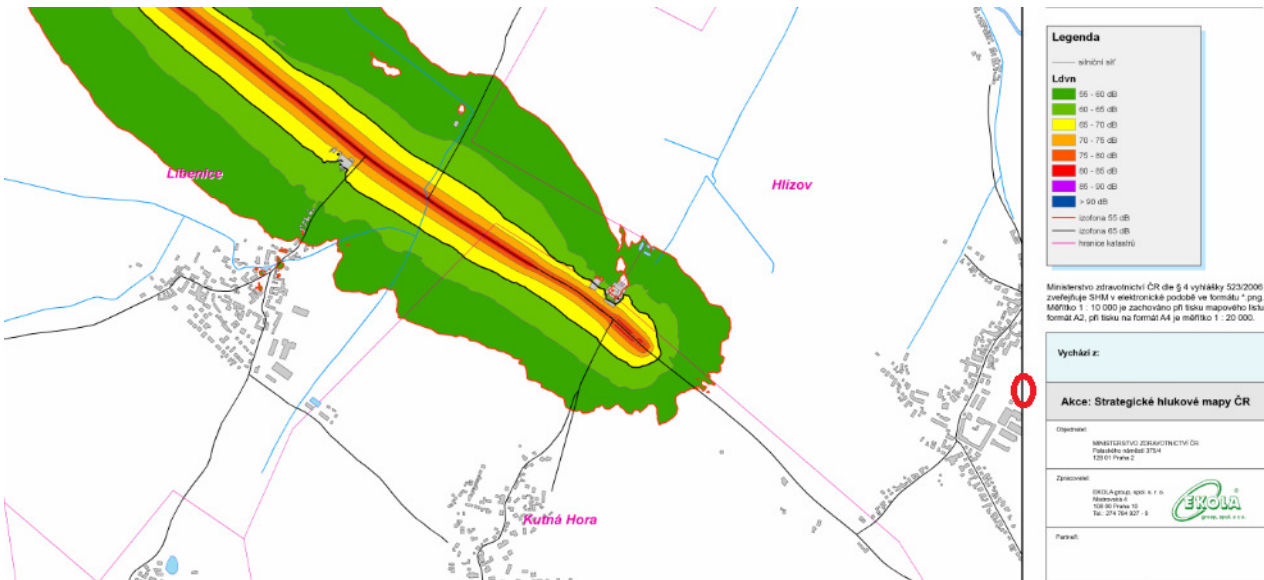 Libenice
Hlízov
Kutná Hora
Legenda
silniční síť
Ldvn
55 - 60 dB
60 - 65 dB
65 - 70 dB
70 - 75 dB
75 - 80 dB
80 - 85 dB
85 - 90 dB
> 90 dB
izofona 55 dB
izofona 65 dB
hranice katastrů
Ministerstvo zdravotnictví ČR dle § 4 vyhlášky 523/2006
zveřejňuje SHM v elektronické podobě ve formátu *.png.
Měřítko 1 : 10 000 je zachováno při tisku mapového listu
formát A2, při tisku na formát A4 je měřítko 1 : 20 000.
Vychází z:
Akce: Strategické hlukové mapy ČR
Objednatel:
MINISTERSTVO ZDRAVOTNICTVÍ ČR
Palackého náměstí 375/4
128 01 Praha 2
Zpracovatel:
EKOLA group, spol. s r. o.
Mistrovská 4
108 00 Praha 10
Tel.: 274 784 927 - 9
EKOLA
group, spol. s r.o.
Partneři: